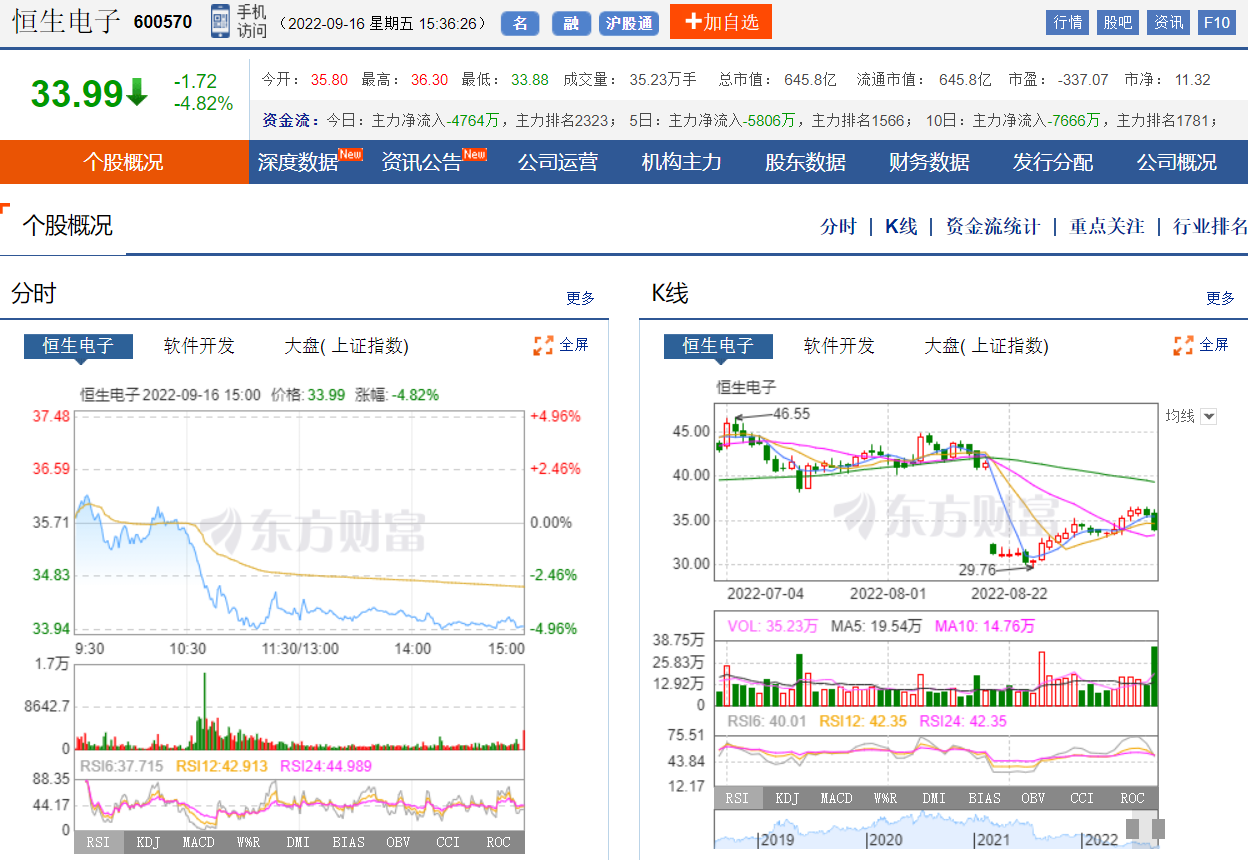 恒生电子 600570 手机访问 （2022-09-16 星期五 15:36:26） 名 融 沪股通 +加自选 行情 股吧 资讯 F10
33.99 -1.72 -4.82%
今开： 35.80 最高： 36.30 最低： 33.88 成交量： 35.23万手 总市值： 645.8亿 流通市值： 645.8亿 市盈： -337.07 市净： 11.32
资金流：今日：主力净流入-4764万，主力排名2323； 5日：主力净流入-5806万，主力排名1566； 10日：主力净流入-7666万，主力排名1781；
个股概况 深度数据 New 资讯公告 New 公司运营 机构主力 股东数据 财务数据 发行分配 公司概况
个股概况 分时 | K线 | 资金流统计 | 重点关注 | 行业排名
分时 更多
恒生电子 软件开发 大盘( 上证指数) 全屏
恒生电子 2022-09-16 15:00 价格: 33.99 涨幅: -4.82%
37.48 +4.96%
36.59 +2.46%
35.71 0.00%
34.83 -2.46%
33.94 -4.96%
东方财富
9:30 10:30 11:30/13:00 14:00 15:00
1.7万
8642.7
0
RSI6:37.715 RSI12:42.913 RSI24:44.989
88.35
44.17
0
RSI KDJ MACD W%R DMI BIAS OBV CCI ROC
K线 更多
恒生电子 软件开发 大盘( 上证指数) 全屏
恒生电子
均线
46.55
45.00
40.00
35.00
30.00
29.76
东方财富
2022-07-04 2022-08-01 2022-08-22
VOL: 35.23万 MA5: 19.54万 MA10: 14.76万
38.75万
25.83万
12.92万
0
RSI6: 40.01 RSI12: 42.35 RSI24: 42.35
75.51
43.84
12.17
RSI KDJ MACD W%R DMI BIAS OBV CCI ROC
2019 2020 2021 2022